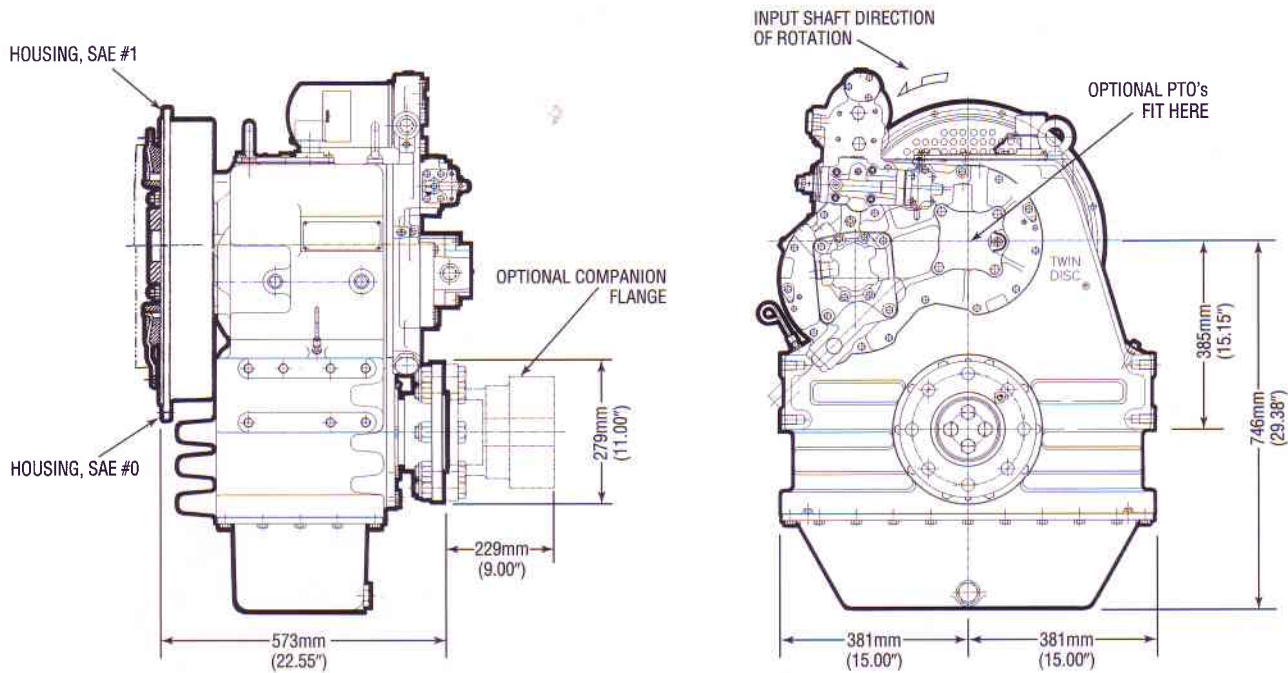 HOUSING, SAE #1
HOUSING, SAE #0
OPTIONAL COMPANION
FLANGE
279mm
(11.00")
229mm
(9.00")
573mm
(22.55")
INPUT SHAFT DIRECTION
OF ROTATION
OPTIONAL PTO's
FIT HERE
TWIN
DISC
®
385mm
(15.15")
746mm
(29.38")
381mm
(15.00")
381mm
(15.00")